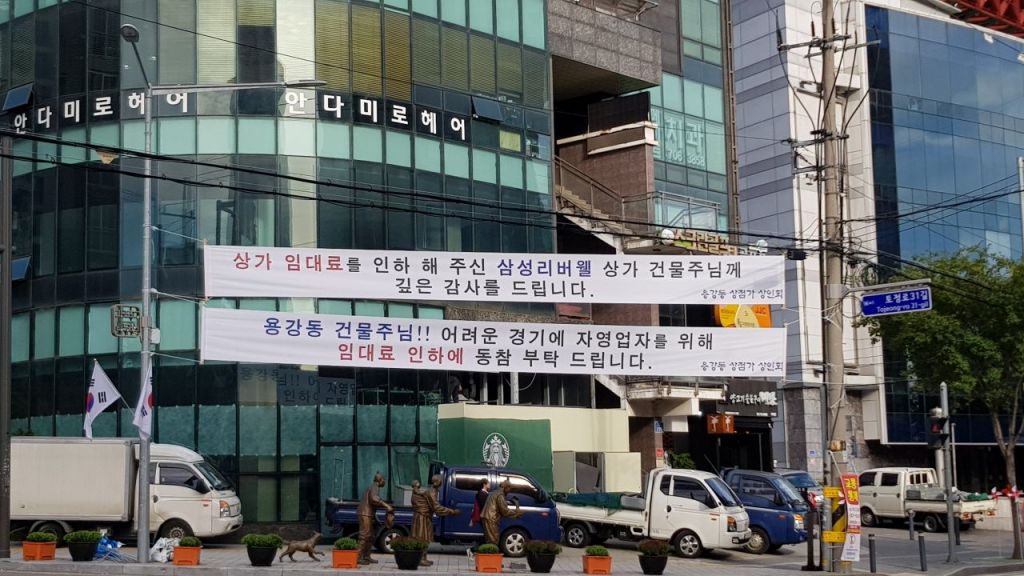 안다미로헤어 안다미로헤어
치과
상가 임대료를 인하 해 주신 삼성리버웰 상가 건물주님께
깊은 감사를 드립니다.
용강동 상점가 상인회
토정로31길
Tojeong-ro 31-gil
용강동 건물주님!! 어려운 경기에 자영업자를 위해
임대료 인하에 동참 부탁 드립니다.
용강동 상점가 상인회